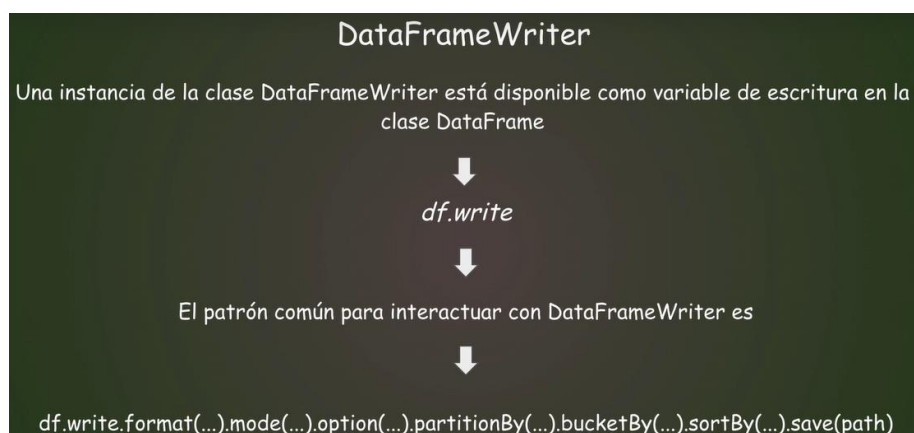 DataFrameWriter
Una instancia de la clase DataFrameWriter está disponible como variable de escritura en la
clase DataFrame
df.write
El patrón común para interactuar con DataFrameWriter es
df.write.format(...).mode(...).option(...).partitionBy(...).bucketBy(...).sortBy(...).save(path)